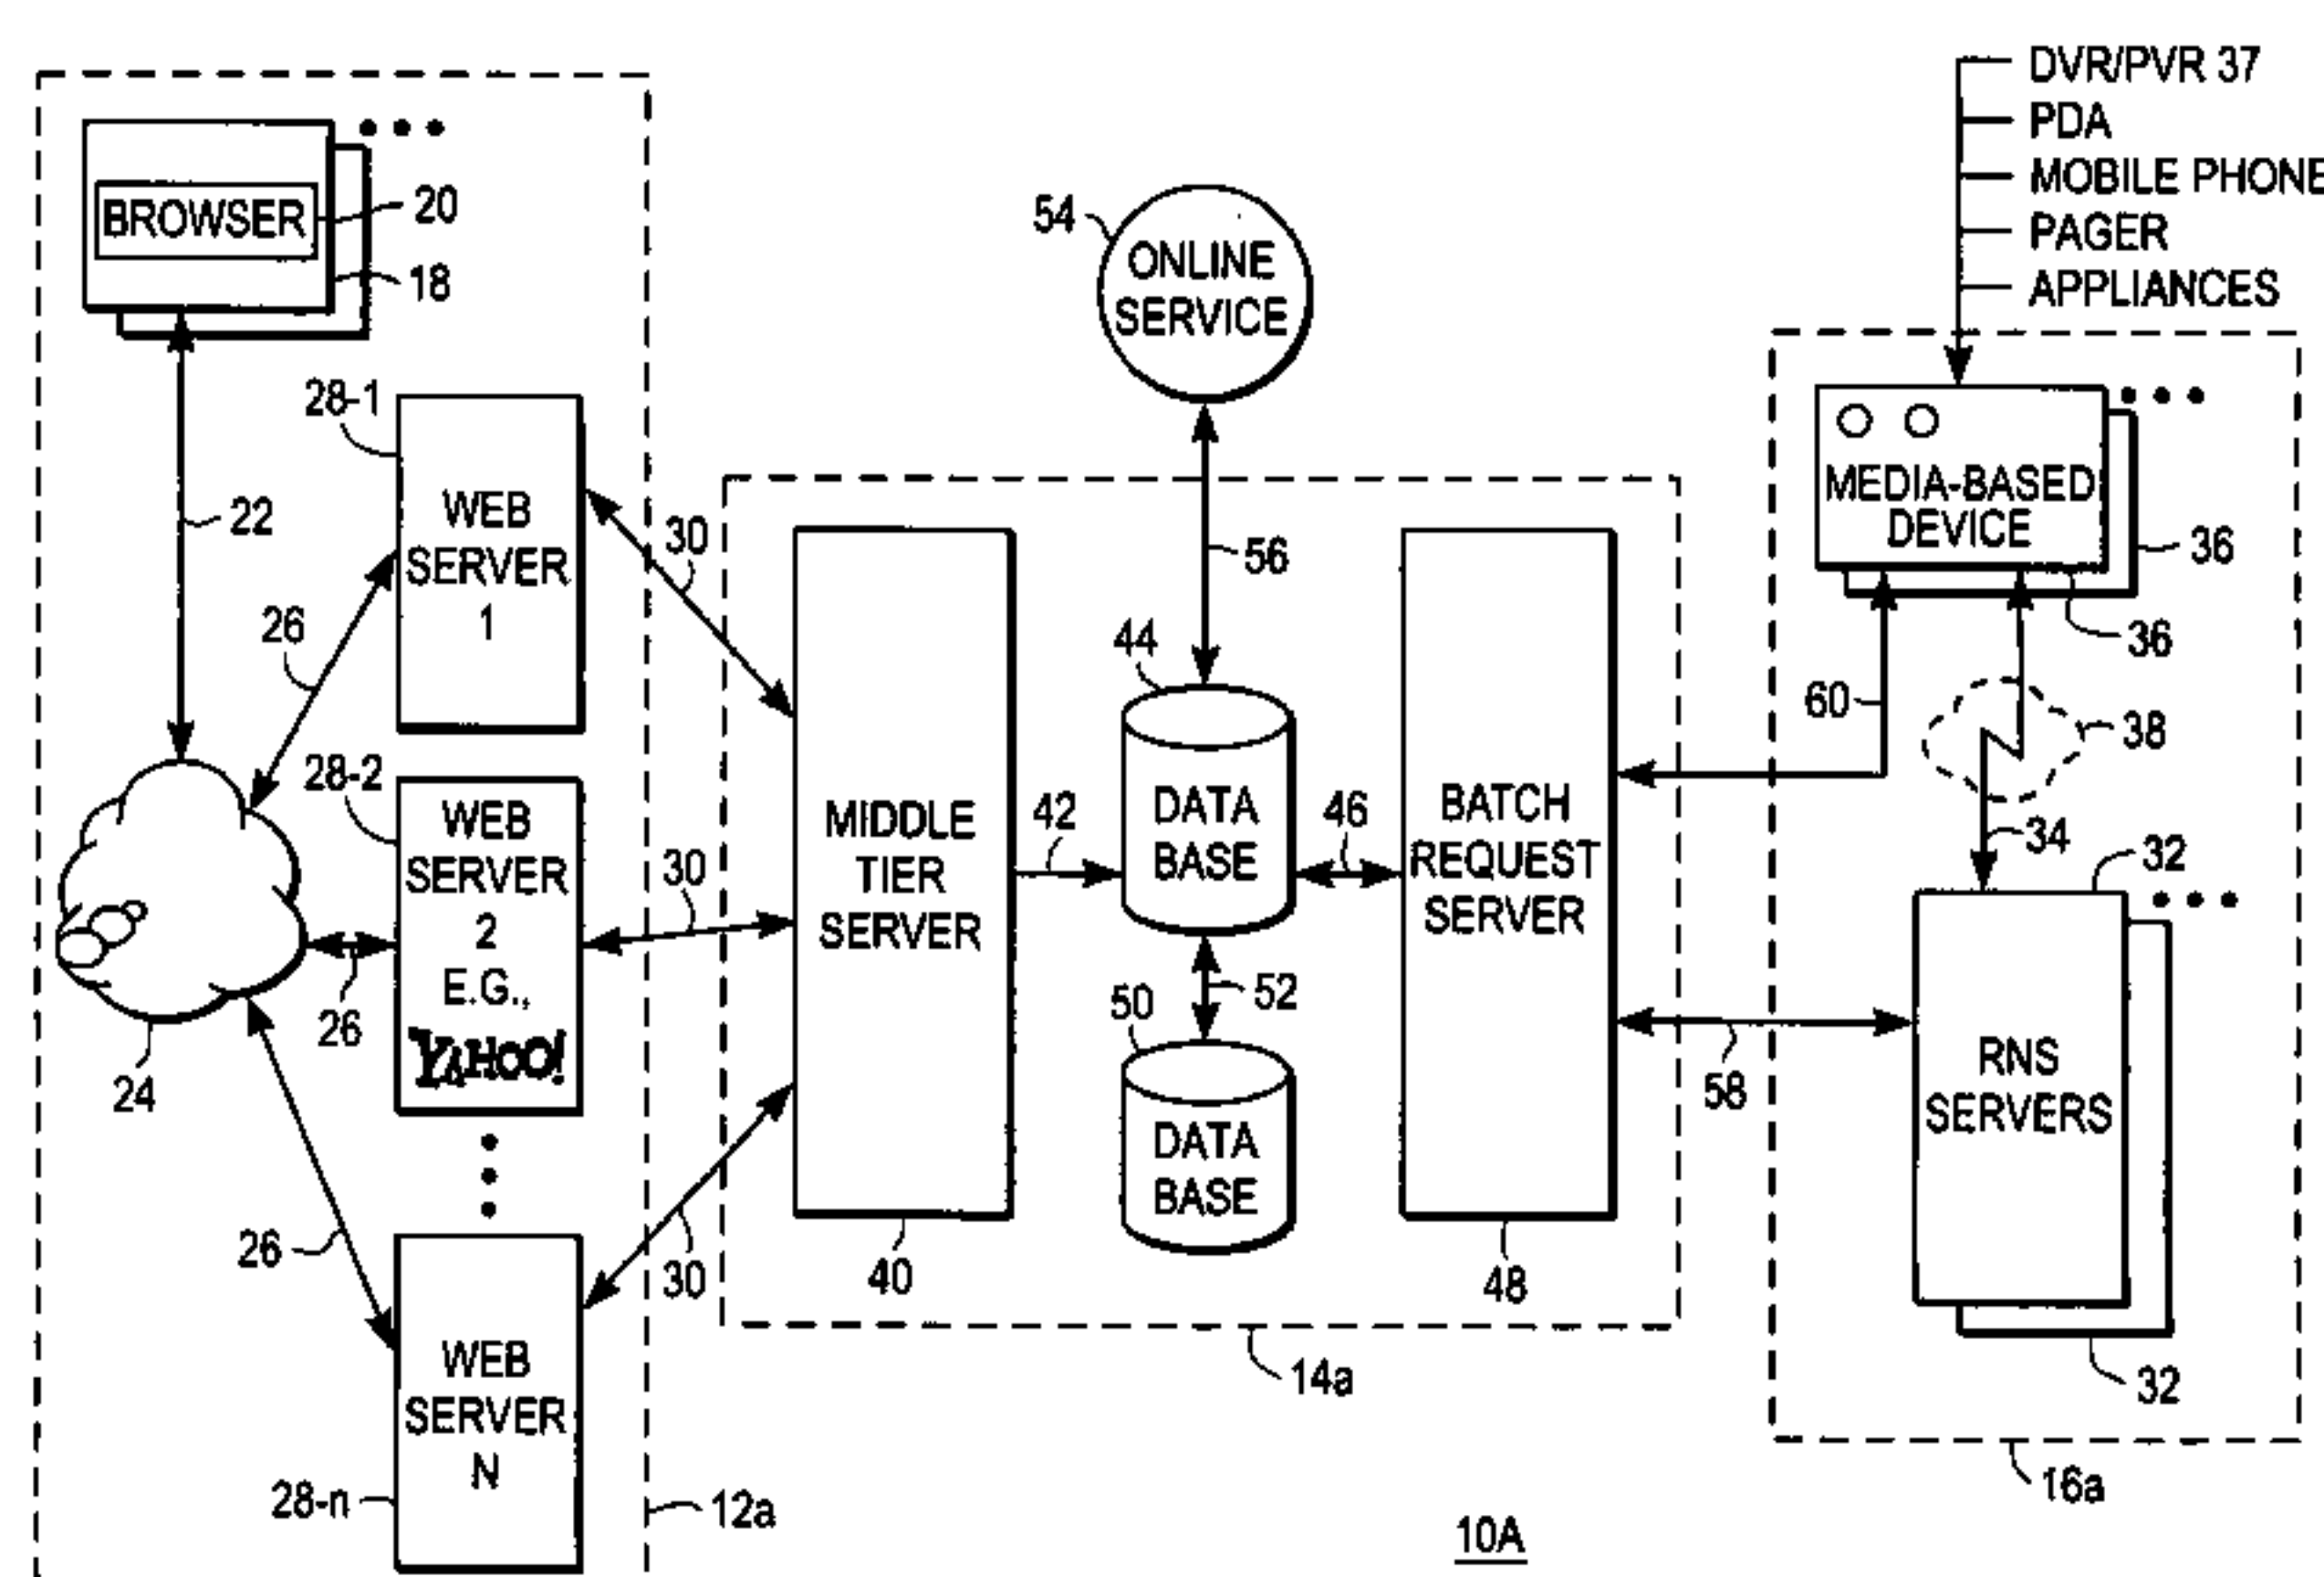 DVR/PVR 37
PDA
MOBILE PHONE
PAGER
APPLIANCES
BROWSER
20
18
54
ONLINE
SERVICE
28-1
WEB
SERVER
1
22
26
30
56
MEDIA-BASED
DEVICE
36
36
44
60
38
28-2
WEB
SERVER
2
E.G.,
YAHOO!
26
24
30
MIDDLE
TIER
SERVER
42
DATA
BASE
46
BATCH
REQUEST
SERVER
34
32
50
52
DATA
BASE
58
RNS
SERVERS
26
30
40
48
14a
32
WEB
SERVER
N
28-n
12a
16a
10A